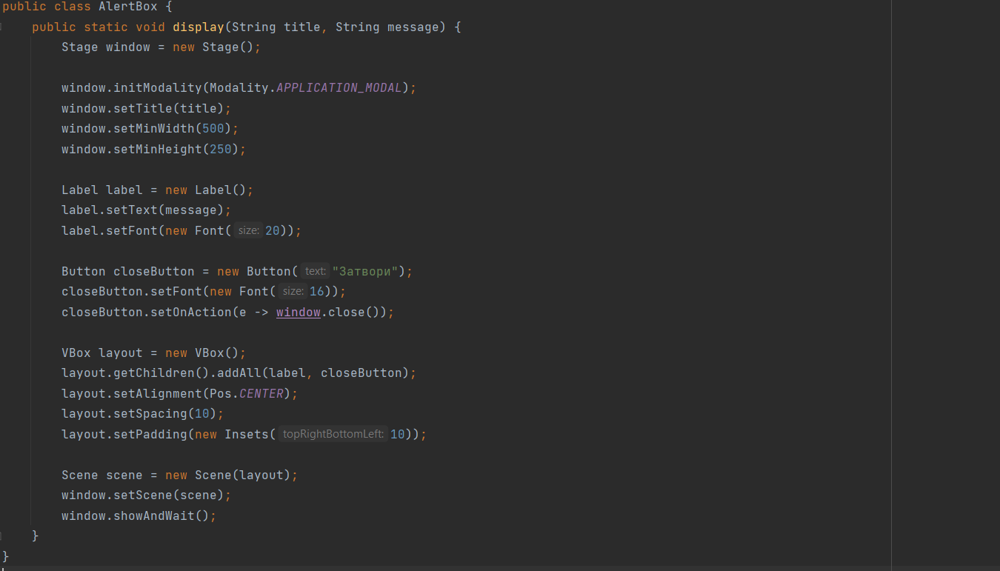 public class AlertBox {
    public static void display(String title, String message) {
        Stage window = new Stage();
        window.initModality(Modality.APPLICATION_MODAL);
        window.setTitle(title);
        window.setMinWidth(500);
        window.setMinHeight(250);
        Label label = new Label();
        label.setText(message);
        label.setFont(new Font( size: 20));
        Button closeButton = new Button( text: "Затвори");
        closeButton.setFont(new Font( size: 16));
        closeButton.setOnAction(e -> window.close());
        VBox layout = new VBox();
        layout.getChildren().addAll(label, closeButton);
        layout.setAlignment(Pos.CENTER);
        layout.setSpacing(10);
        layout.setPadding(new Insets( topRightBottomLeft: 10));
        Scene scene = new Scene(layout);
        window.setScene(scene);
        window.showAndWait();
    }
}